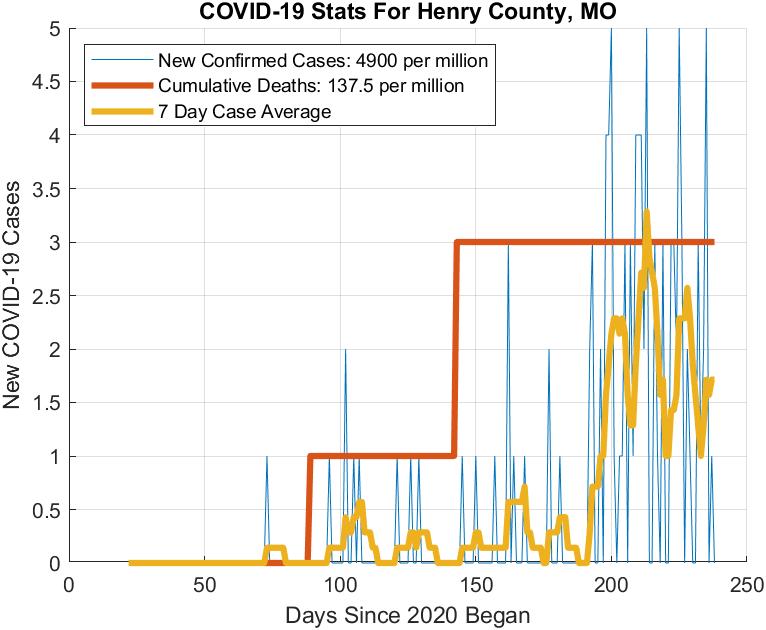 COVID-19 Stats For Henry County, MO
New Confirmed Cases: 4900 per million
Cumulative Deaths: 137.5 per million
7 Day Case Average
New COVID-19 Cases
5
4.5
4
3.5
3
2.5
2
1.5
1
0.5
0
0 50 100 150 200 250
Days Since 2020 Began